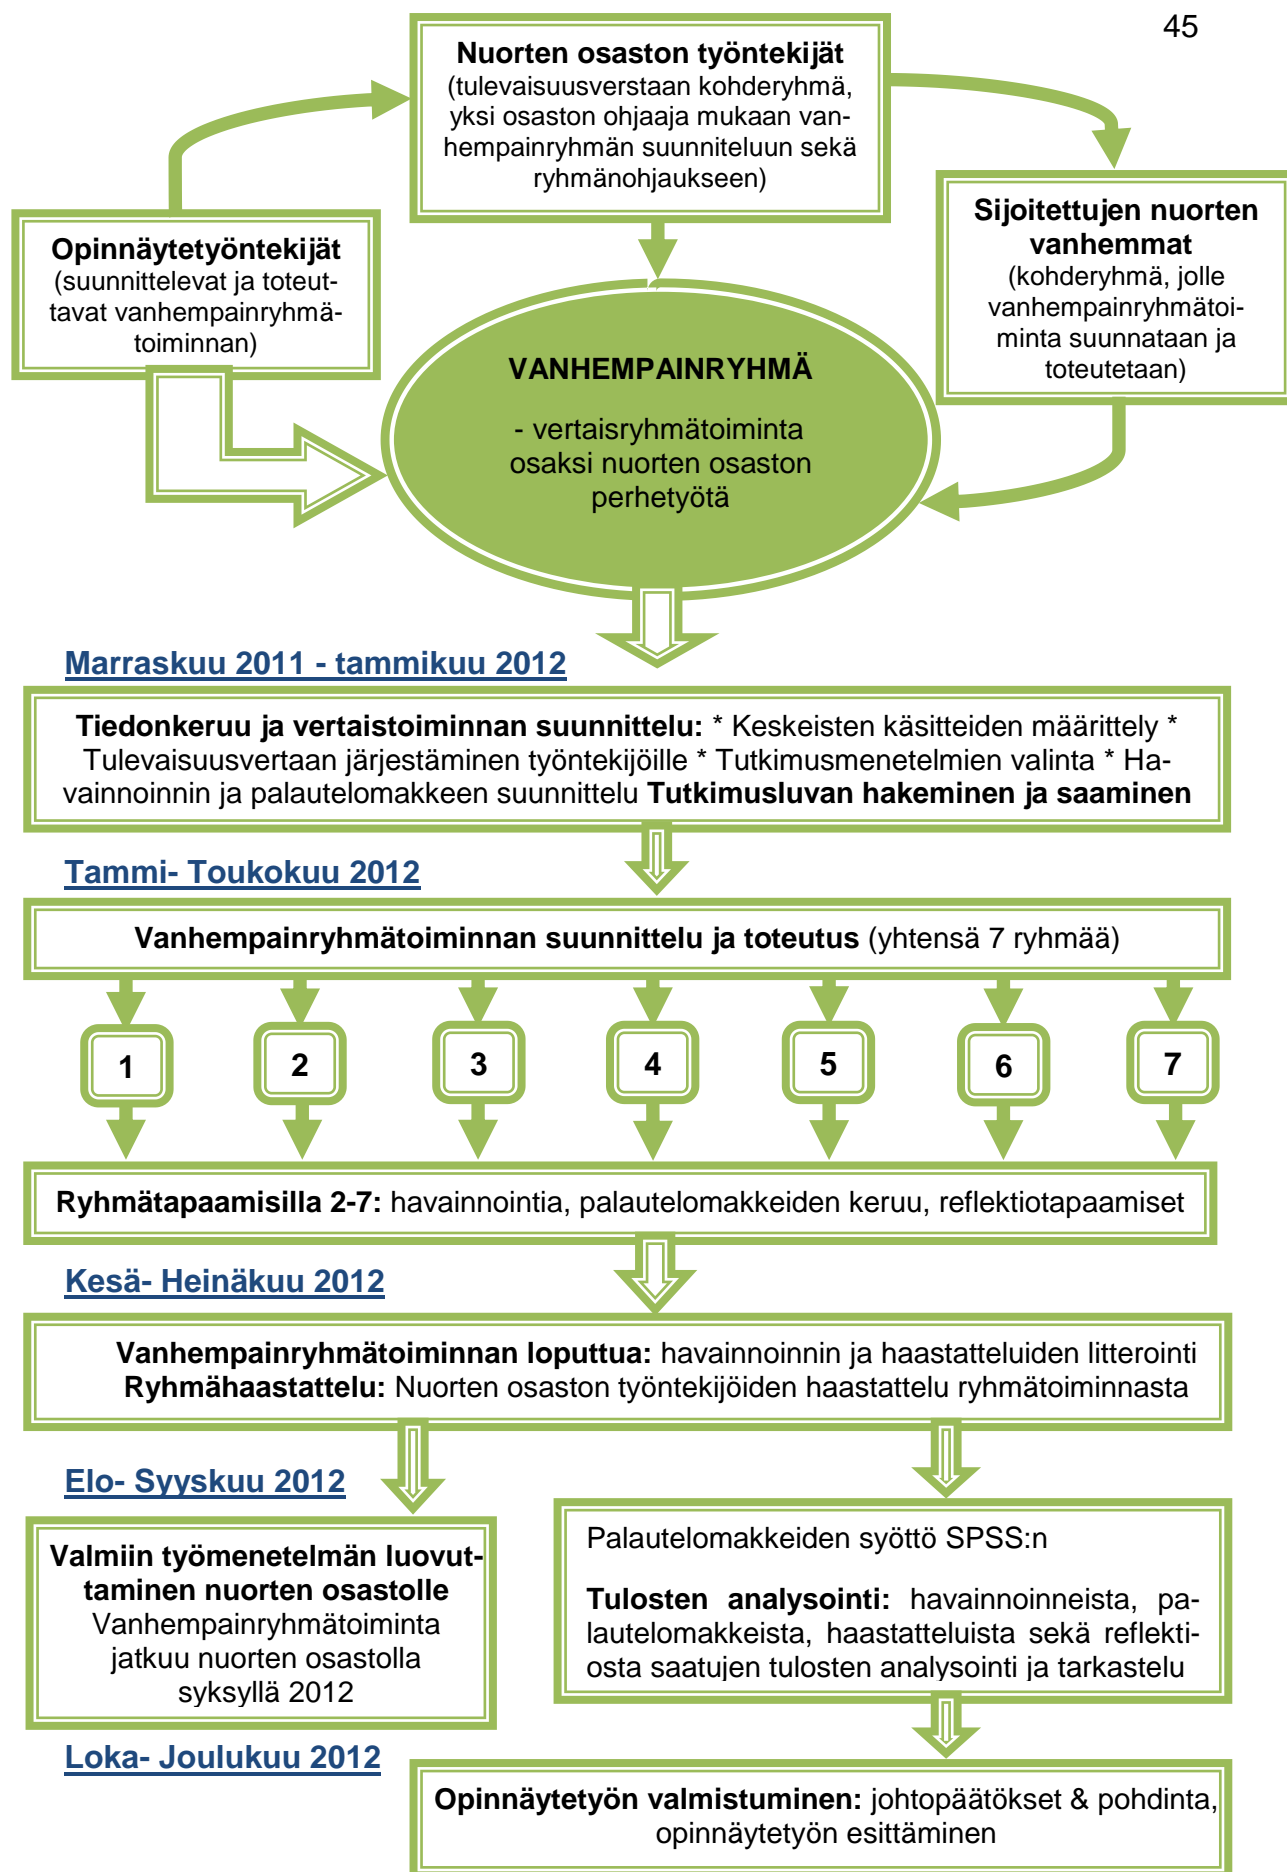 45
Nuorten osaston työntekijät
(tulevaisuusverstaan kohderyhmä,
yksi osaston ohjaaja mukaan van-
hempainryhmän suunniteluun sekä
ryhmänohjaukseen)
Opinnäytetyöntekijät
(suunnittelevat ja toteut-
tavat vanhempainryhmä-
toiminnan)
Sijoitettujen nuorten
vanhemmat
(kohderyhmä, jolle
vanhempainryhmätoi-
minta suunnataan ja
toteutetaan)
VANHEMPAINRYHMÄ
- vertaisryhmätoiminta
osaksi nuorten osaston
perhetyötä
Marraskuu 2011 - tammikuu 2012
Tiedonkeruu ja vertaistoiminnan suunnittelu: * Keskeisten käsitteiden määrittely *
Tulevaisuusvertaan järjestäminen työntekijöille * Tutkimusmenetelmien valinta * Ha-
vainnoinnin ja palautelomakkeen suunnittelu Tutkimusluvan hakeminen ja saaminen
Tammi- Toukokuu 2012
Vanhempainryhmätoiminnan suunnittelu ja toteutus (yhtensä 7 ryhmää)
1 2 3 4 5 6 7
Ryhmätapaamisilla 2-7: havainnointia, palautelomakkeiden keruu, reflektiotapaamiset
Kesä- Heinäkuu 2012
Vanhempainryhmätoiminnan loputtua: havainnoinnin ja haastatteluiden litterointi
Ryhmähaastattelu: Nuorten osaston työntekijöiden haastattelu ryhmätoiminnasta
Elo- Syyskuu 2012
Valmiin työmenetelmän luovut-
taminen nuorten osastolle
Vanhempainryhmätoiminta
jatkuu nuorten osastolla
syksyllä 2012
Palautelomakkeiden syöttö SPSS:n
Tulosten analysointi: havainnoinneista, pa-
lautelomakkeista, haastatteluista sekä reflekti-
osta saatujen tulosten analysointi ja tarkastelu
Loka- Joulukuu 2012
Opinnäytetyön valmistuminen: johtopäätökset & pohdinta,
opinnäytetyön esittäminen